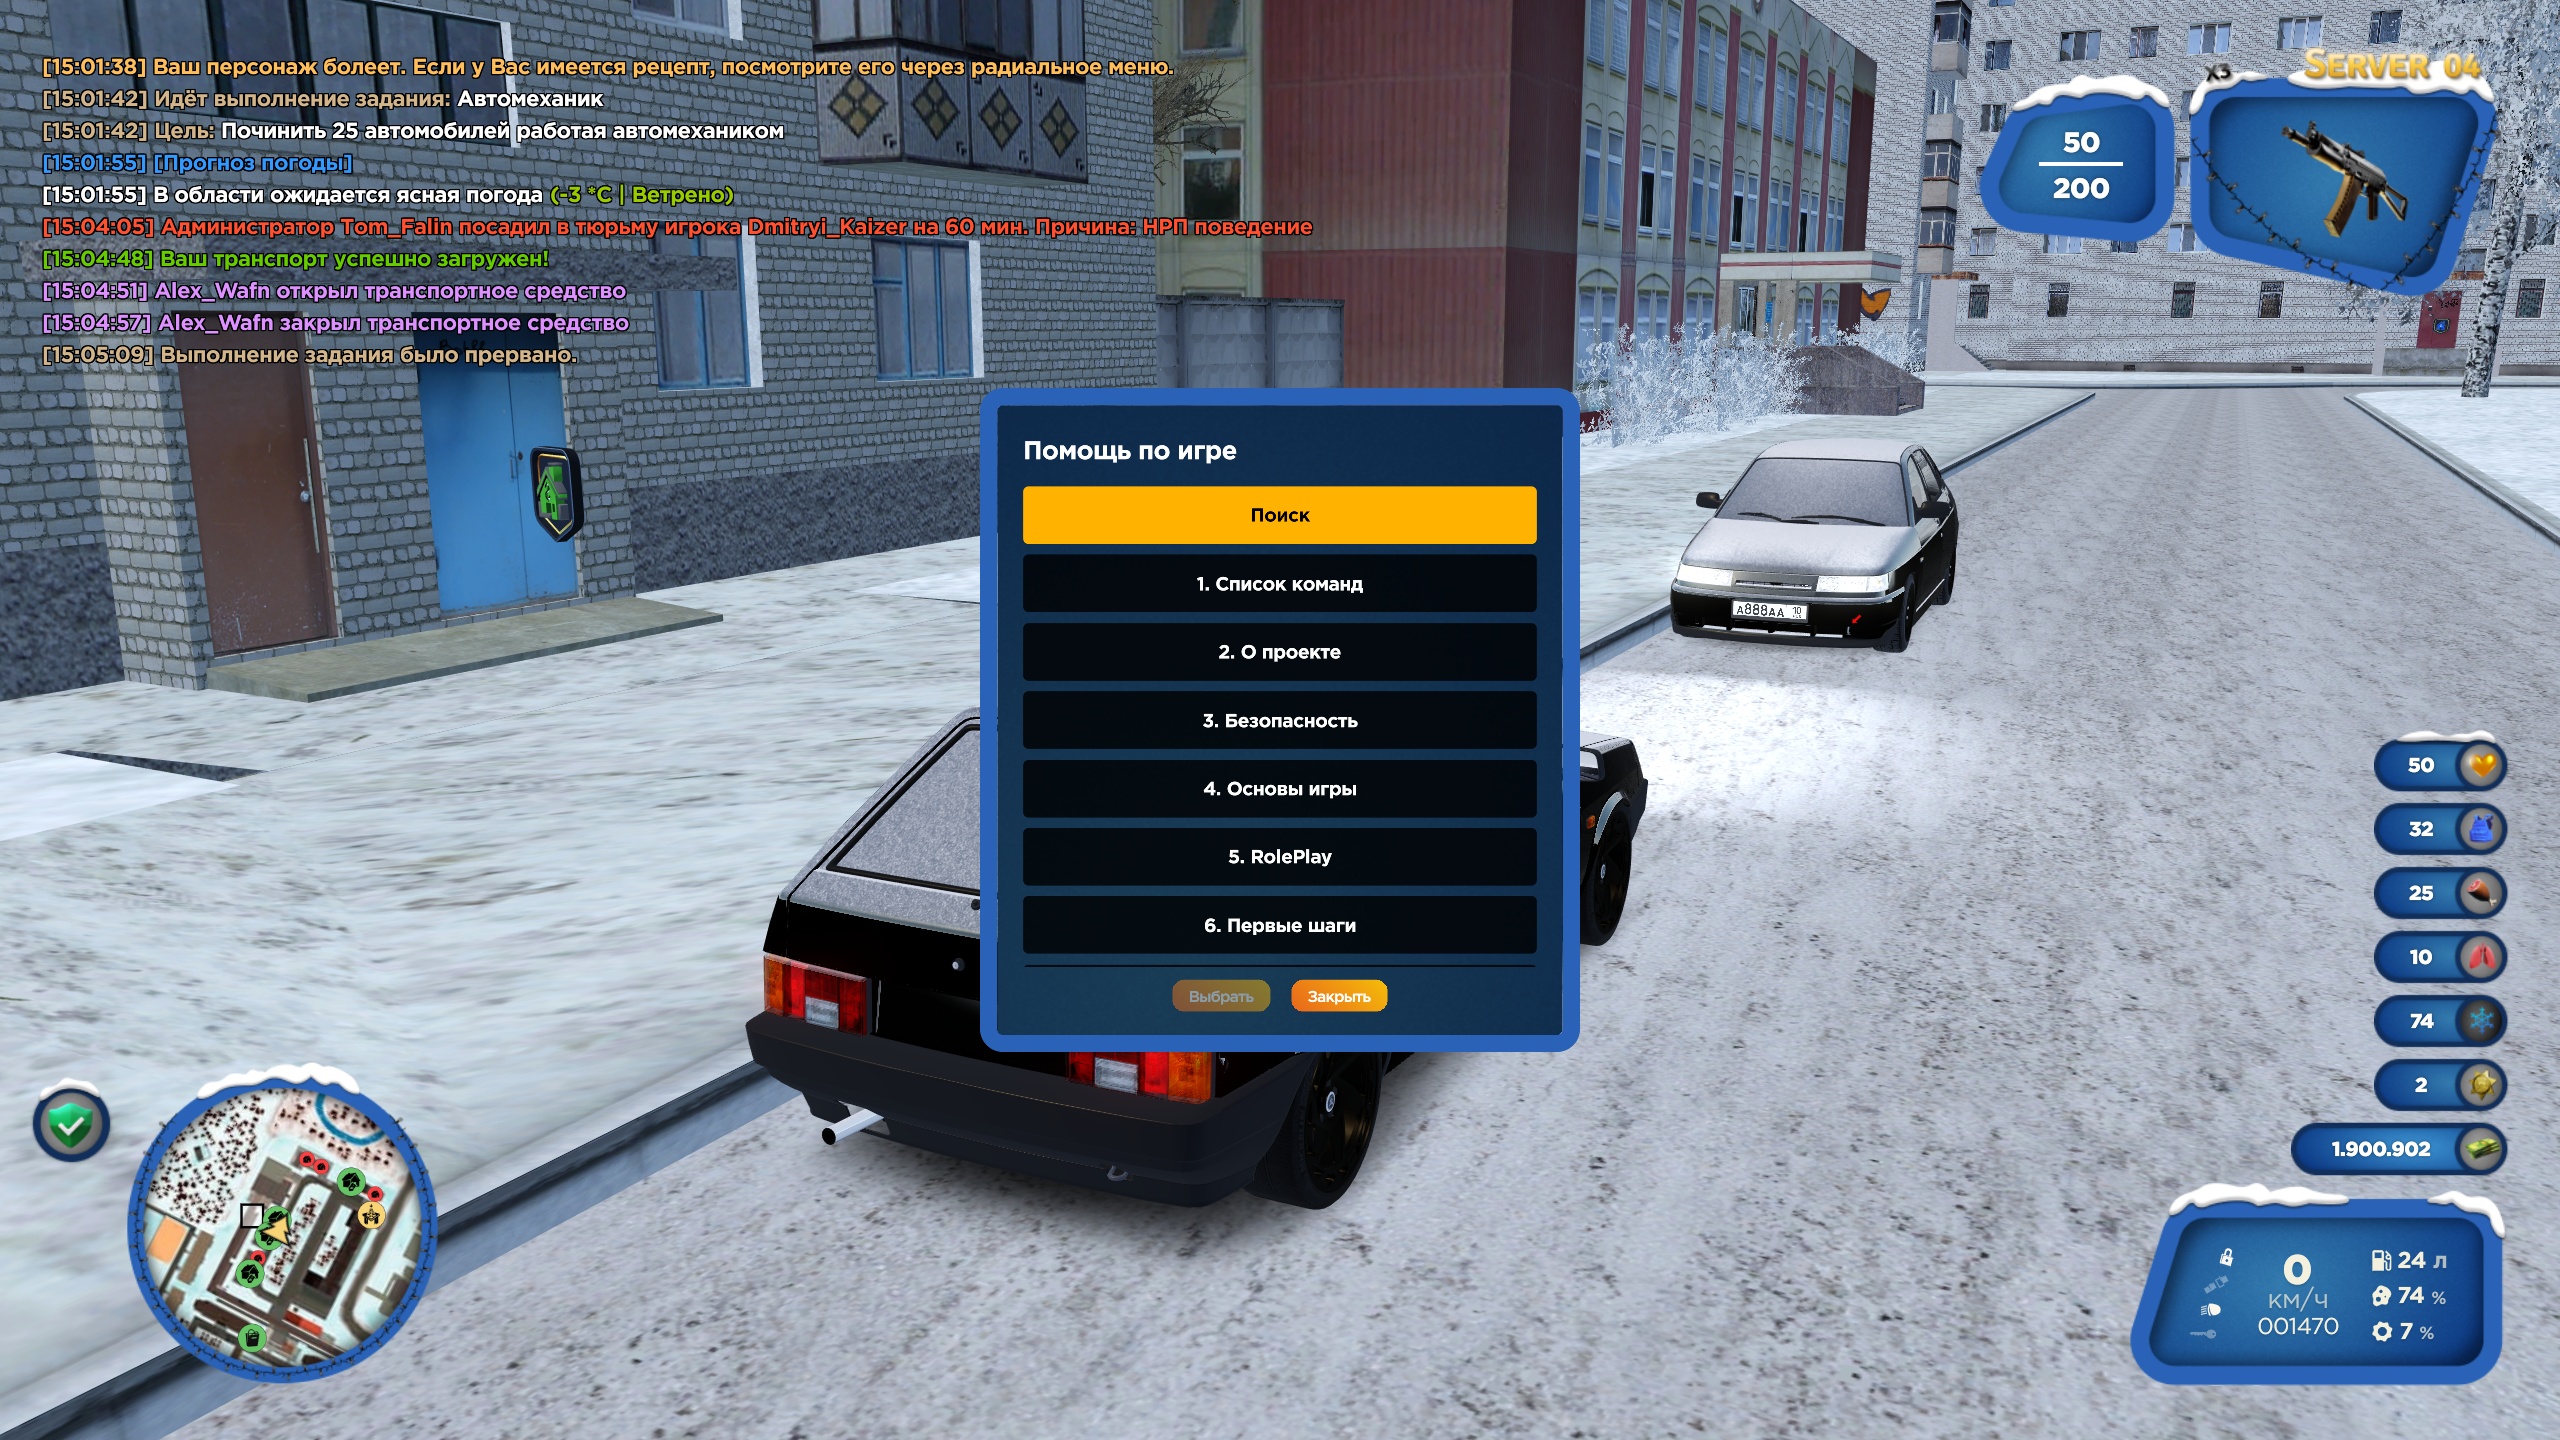 [15:01:38] Ваш персонаж болеет. Если у Вас имеется рецепт, посмотрите его через радиальное меню.
[15:01:42] Идёт выполнение задания: Автомеханик
[15:01:42] Цель: Починить 25 автомобилей работая автомехаником
[15:01:55] [Прогноз погоды]
[15:01:55] В области ожидается ясная погода (-3 °C | Ветрено)
[15:04:05] Администратор Tom_Falin посадил в тюрьму игрока Dmitryi_Kaizer на 60 мин. Причина: НРП поведение
[15:04:48] Ваш транспорт успешно загружен!
[15:04:51] Alex_Wafn открыл транспортное средство
[15:04:57] Alex_Wafn закрыл транспортное средство
[15:05:09] Выполнение задания было прервано.
X3
SERVER 04
50
200
Помощь по игре
Поиск
1. Список команд
2. О проекте
3. Безопасность
4. Основы игры
5. RolePlay
6. Первые шаги
Выбрать
Закрыть
А888АА 10
50
32
25
10
74
2
1.900.902
0
км/ч
001470
24 л
74 %
7 %